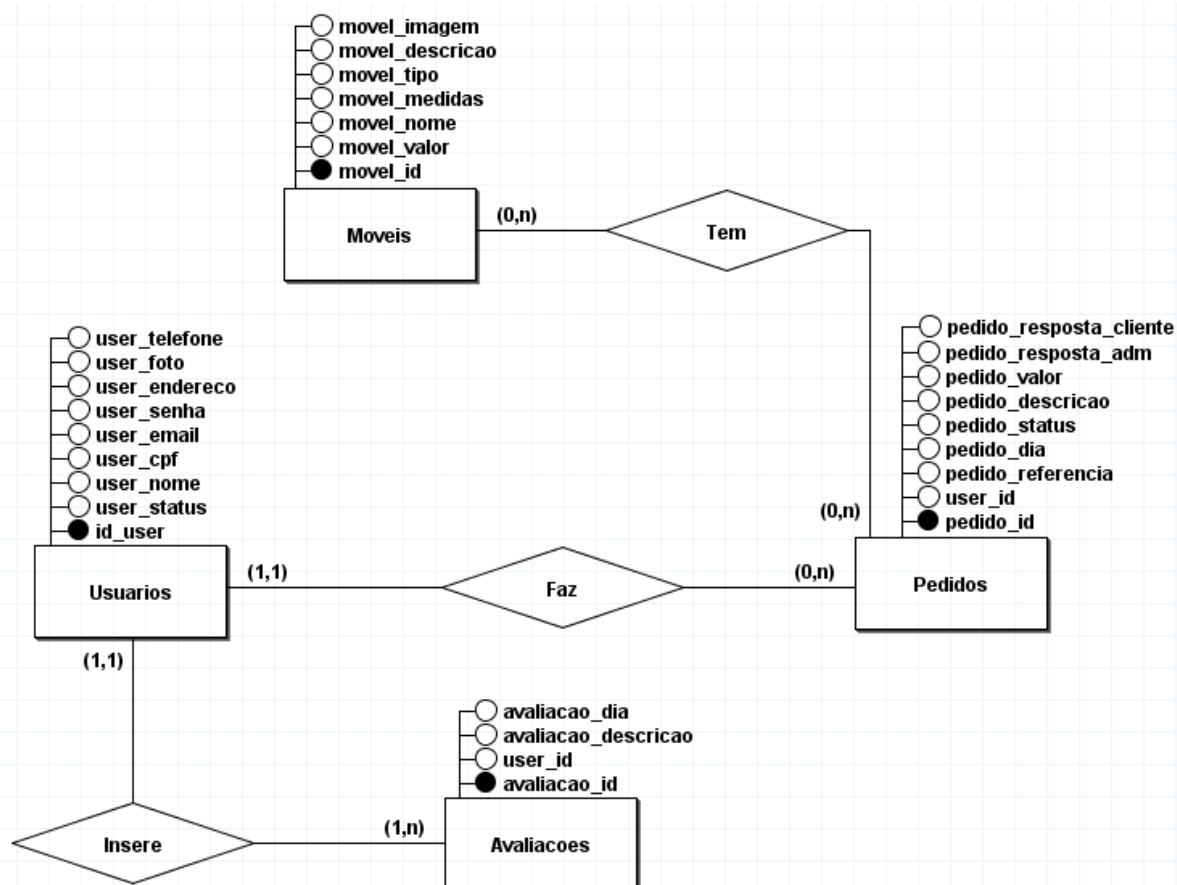 movel_imagem
movel_descricao
movel_tipo
movel_medidas
movel_nome
movel_valor
movel_id
Moveis
(0,n)
Tem
user_telefone
user_foto
user_endereco
user_senha
user_email
user_cpf
user_nome
user_status
id_user
Usuarios
(1,1)
Faz
(0,n)
pedido_resposta_cliente
pedido_resposta_adm
pedido_valor
pedido_descricao
pedido_status
pedido_dia
pedido_referencia
user_id
pedido_id
(0,n)
Pedidos
(1,1)
Insere
(1,n)
avaliacao_dia
avaliacao_descricao
user_id
avaliacao_id
Avaliacoes